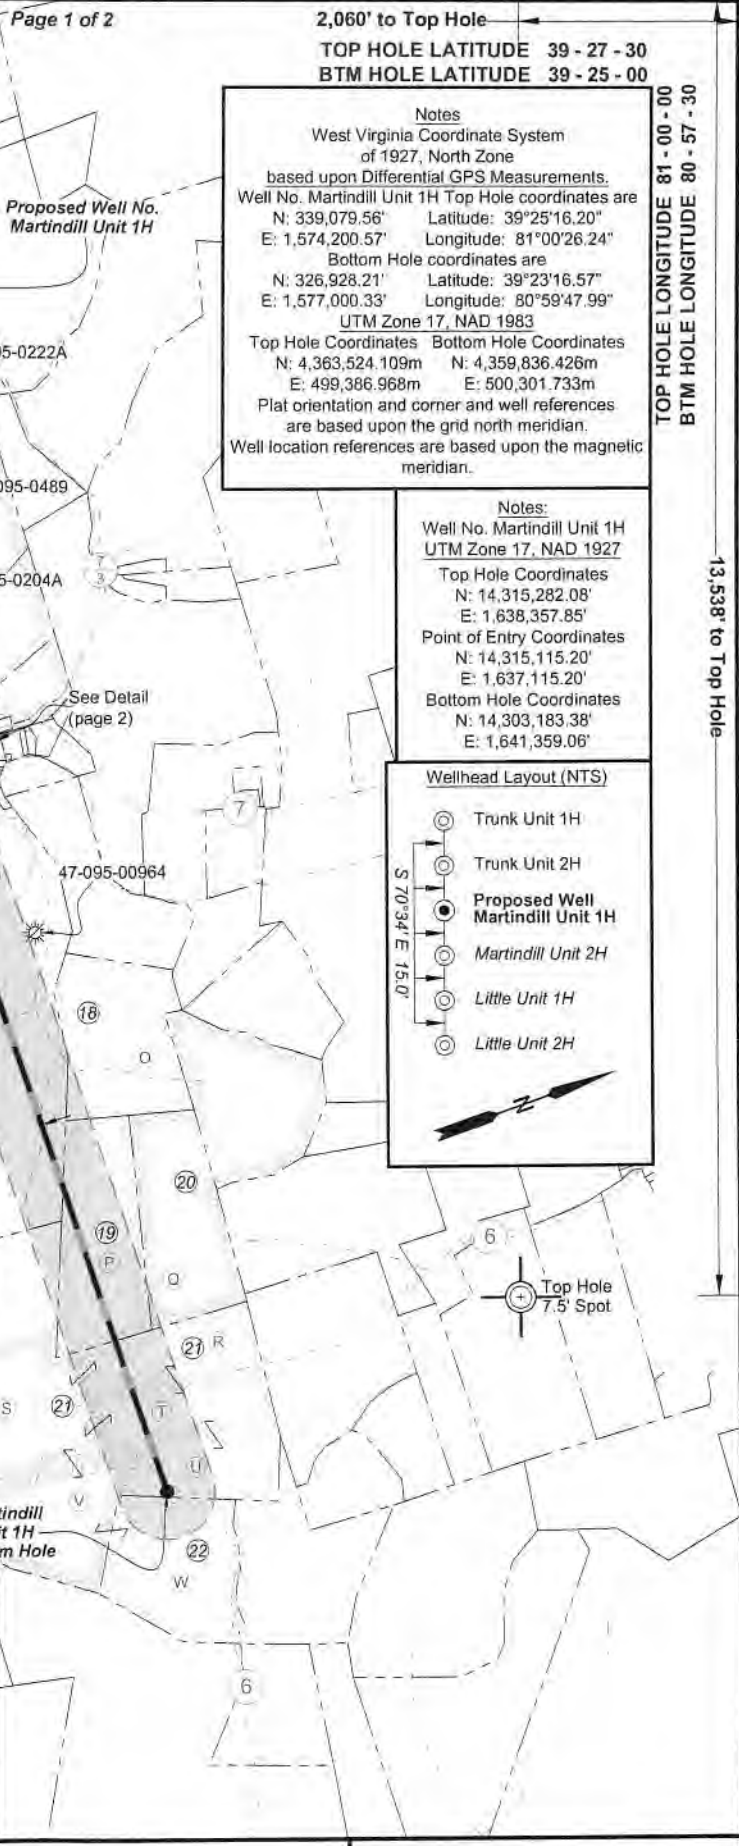 Page 1 of 2
2,060' to Top Hole
TOP HOLE LATITUDE 39 - 27 - 30
BTM HOLE LATITUDE 39 - 25 - 00
TOP HOLE LONGITUDE 81 - 00 - 00
BTM HOLE LONGITUDE 80 - 57 - 30
13,538' to Top Hole
Notes
West Virginia Coordinate System
of 1927, North Zone
based upon Differential GPS Measurements.
Well No. Martindill Unit 1H Top Hole coordinates are
N: 339,079.56' Latitude: 39°25'16.20"
E: 1,574,200.57' Longitude: 81°00'26.24"
Bottom Hole coordinates are
N: 326,928.21' Latitude: 39°23'16.57"
E: 1,577,000.33' Longitude: 80°59'47.99"
UTM Zone 17, NAD 1983
Top Hole Coordinates Bottom Hole Coordinates
N: 4,363,524.109m N: 4,359,836.426m
E: 499,386.968m E: 500,301.733m
Plat orientation and corner and well references
are based upon the grid north meridian.
Well location references are based upon the magnetic
meridian.
Proposed Well No.
Martindill Unit 1H
5-0222A
095-0489
5-0204A
7
3
Notes:
Well No. Martindill Unit 1H
UTM Zone 17, NAD 1927
Top Hole Coordinates
N: 14,315,282.08'
E: 1,638,357.85'
Point of Entry Coordinates
N: 14,315,115.20'
E: 1,637,115.20'
Bottom Hole Coordinates
N: 14,303,183.38'
E: 1,641,359.06'
See Detail
(page 2)
7
47-095-00964
Wellhead Layout (NTS)
Trunk Unit 1H
Trunk Unit 2H
Proposed Well
Martindill Unit 1H
Martindill Unit 2H
Little Unit 1H
Little Unit 2H
S 70°34' E 15.0'
N
18
O
20
19
P
Q
6
Top Hole
7.5' Spot
21 R
S 21
T
U
V
tindill
it 1H
m Hole
22
W
6